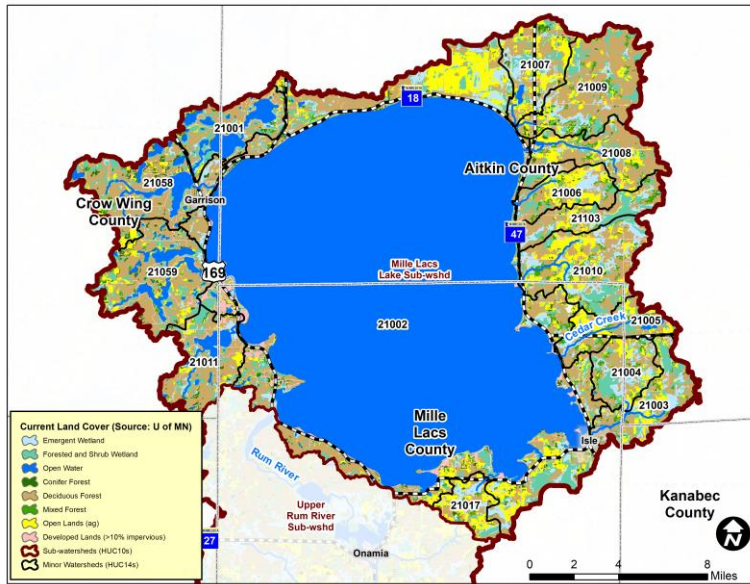 21007
21009
18
21001
21008
Aitkin County
21058
21006
Garrison
Crow Wing
County
21103
47
169
Mille Lacs
Lake Sub-wshd
21059
21010
21002
21005
Cedar Creek
21011
21004
21003
Current Land Cover (Source: U of MN)
Emergent Wetland
Forested and Shrub Wetland
Open Water
Conifer Forest
Deciduous Forest
Mixed Forest
Open Lands (ag)
Developed Lands (>10% impervious)
Sub-watersheds (HUC10s)
Minor Watersheds (HUC14s)
Mille
Lacs
County
Isle
Rum River
21017
Kanabec
County
Upper
Rum River
Sub-wshd
27
Onamia
N
0 2 4 8
Miles